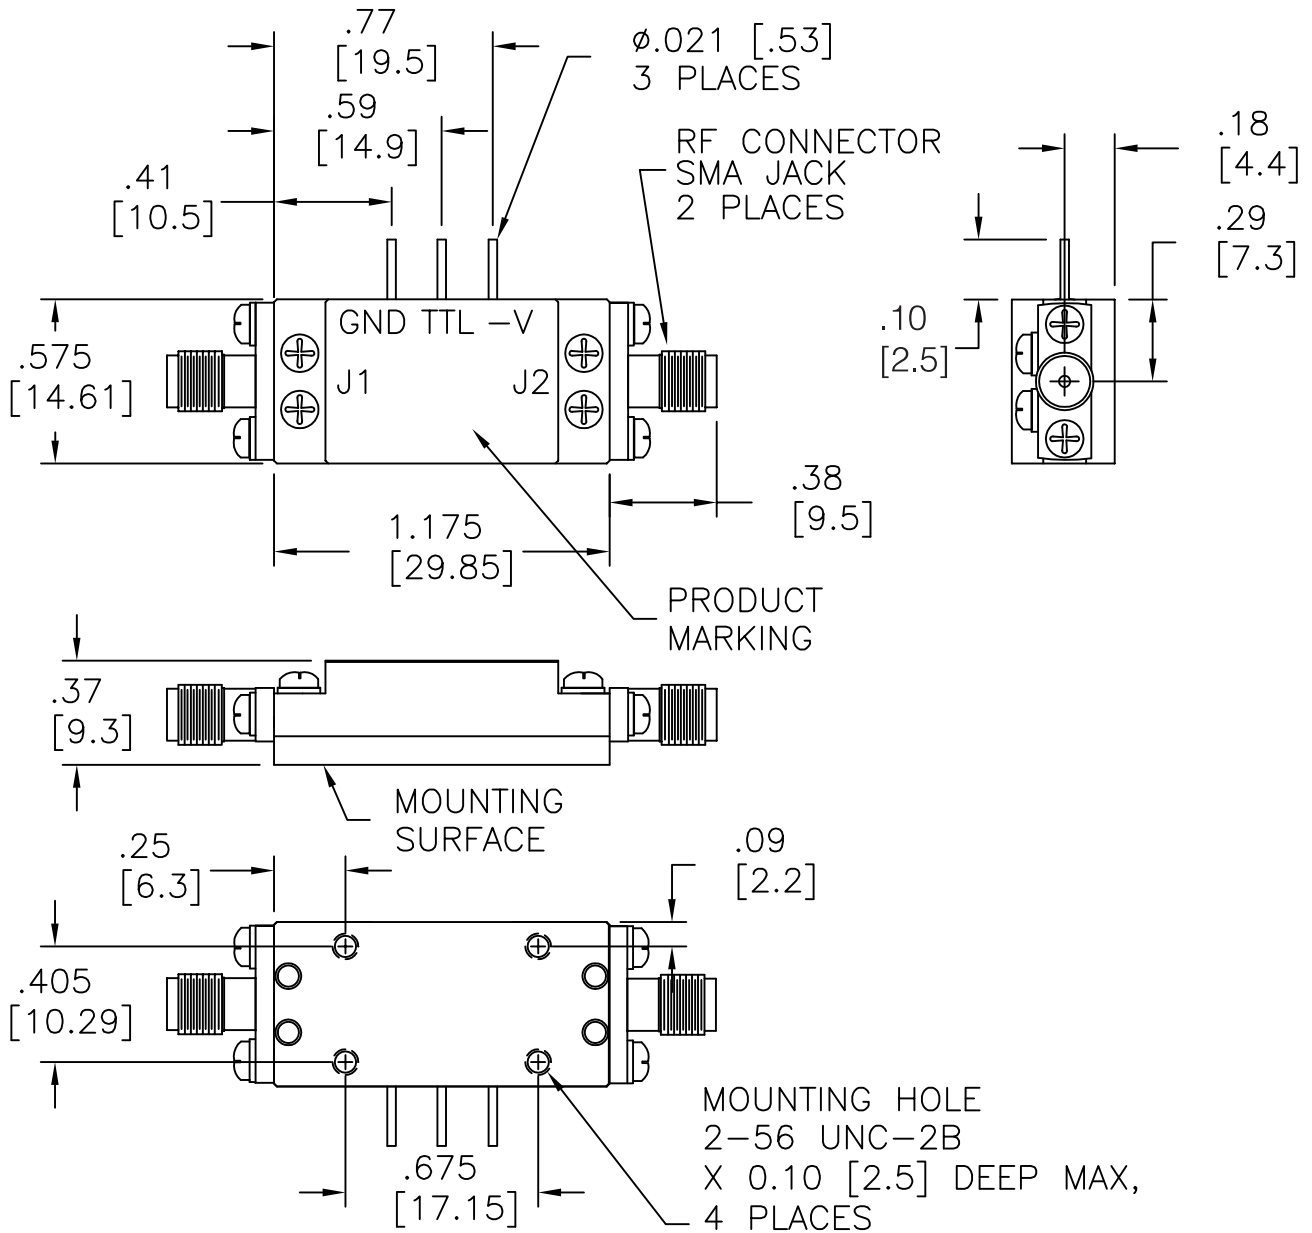 .77
[19.5]
ø.021 [.53]
3 PLACES
.59
[14.9]
RF CONNECTOR
SMA JACK
2 PLACES
.41
[10.5]
.18
[4.4]
.29
[7.3]
.10
[2.5]
GND TTL -V
J1 J2
.575
[14.61]
.38
[9.5]
1.175
[29.85]
PRODUCT
MARKING
.37
[9.3]
MOUNTING
SURFACE
.25
[6.3]
.09
[2.2]
.405
[10.29]
.675
[17.15]
MOUNTING HOLE
2-56 UNC-2B
X 0.10 [2.5] DEEP MAX,
4 PLACES